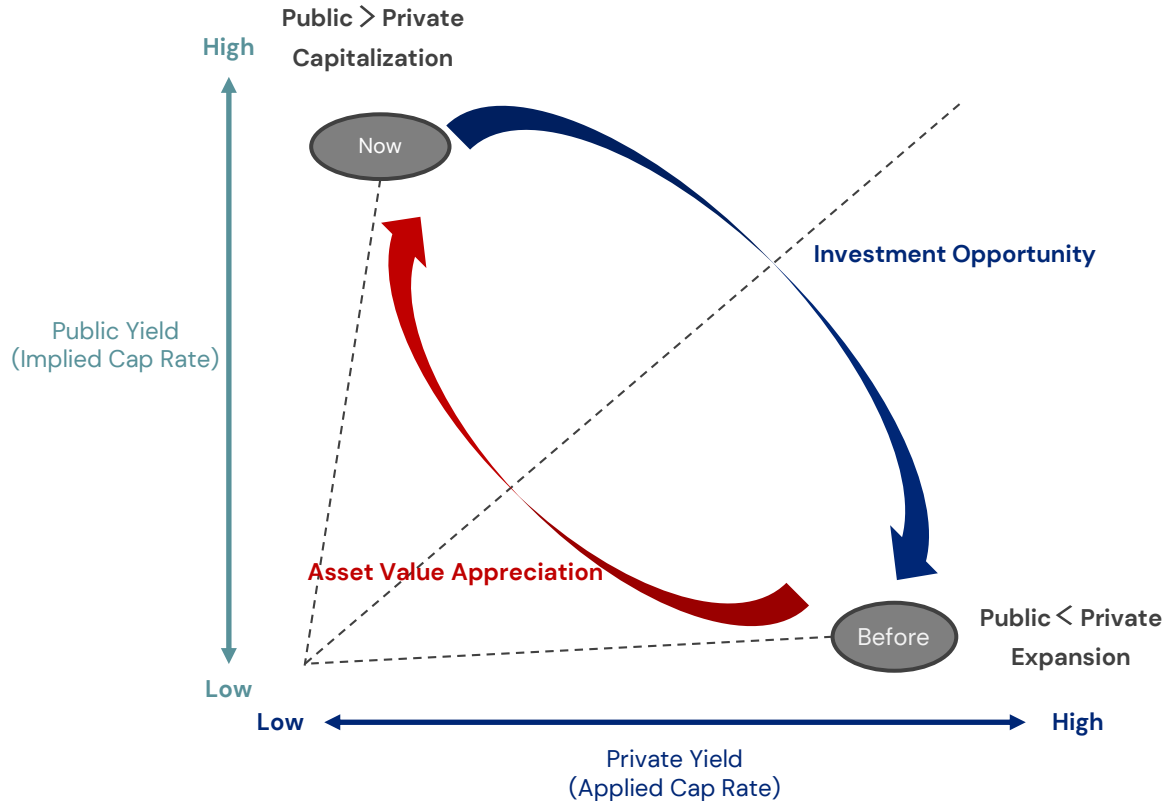 Public > Private
Capitalization
High
Now
Investment Opportunity
Public Yield
(Implied Cap Rate)
Asset Value Appreciation
Before
Public < Private
Expansion
Low
Low
High
Private Yield
(Applied Cap Rate)